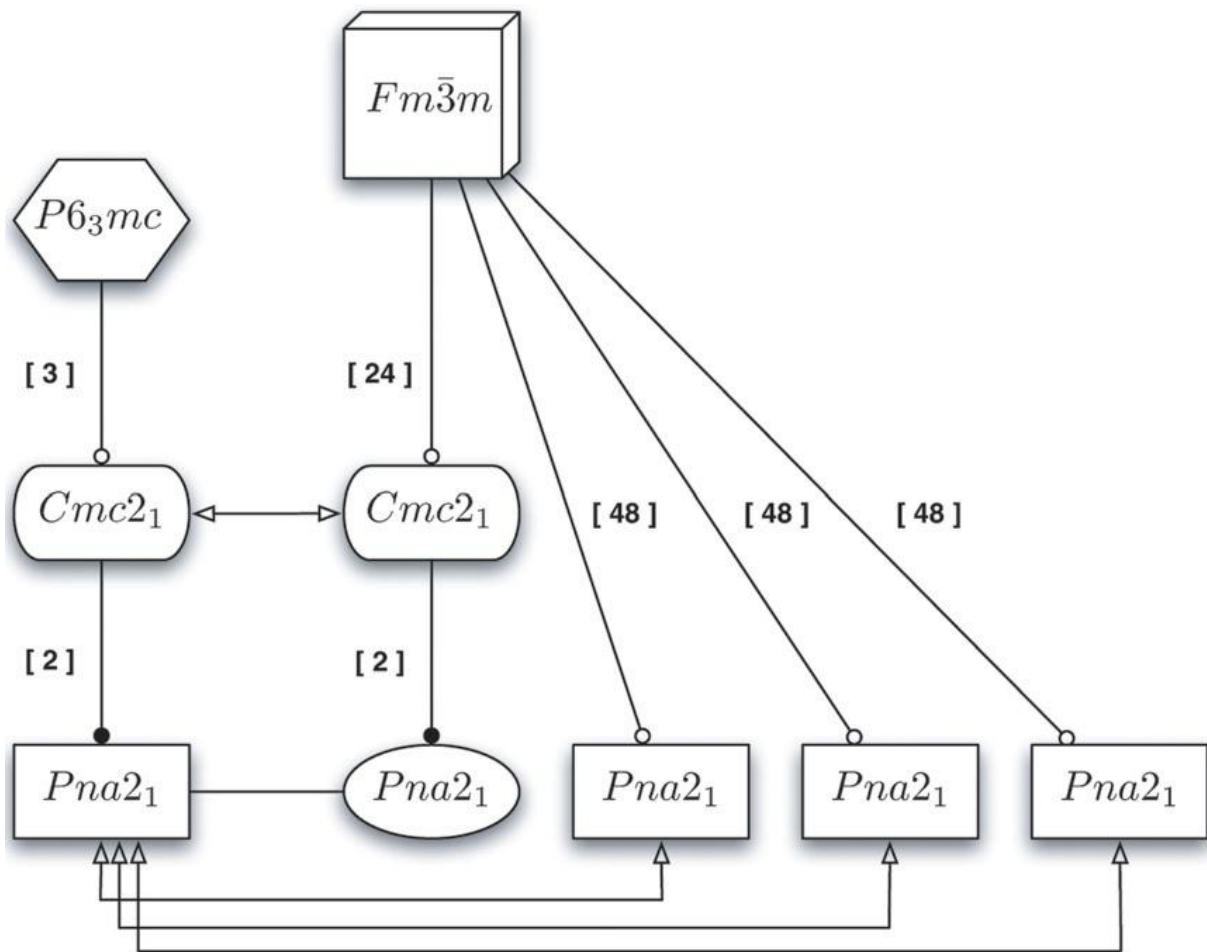 Fm3̄m
P6₃mc
[ 3 ] [ 24 ]
Cmc2₁ Cmc2₁ [ 48 ] [ 48 ] [ 48 ]
[ 2 ] [ 2 ]
Pna2₁ Pna2₁ Pna2₁ Pna2₁ Pna2₁